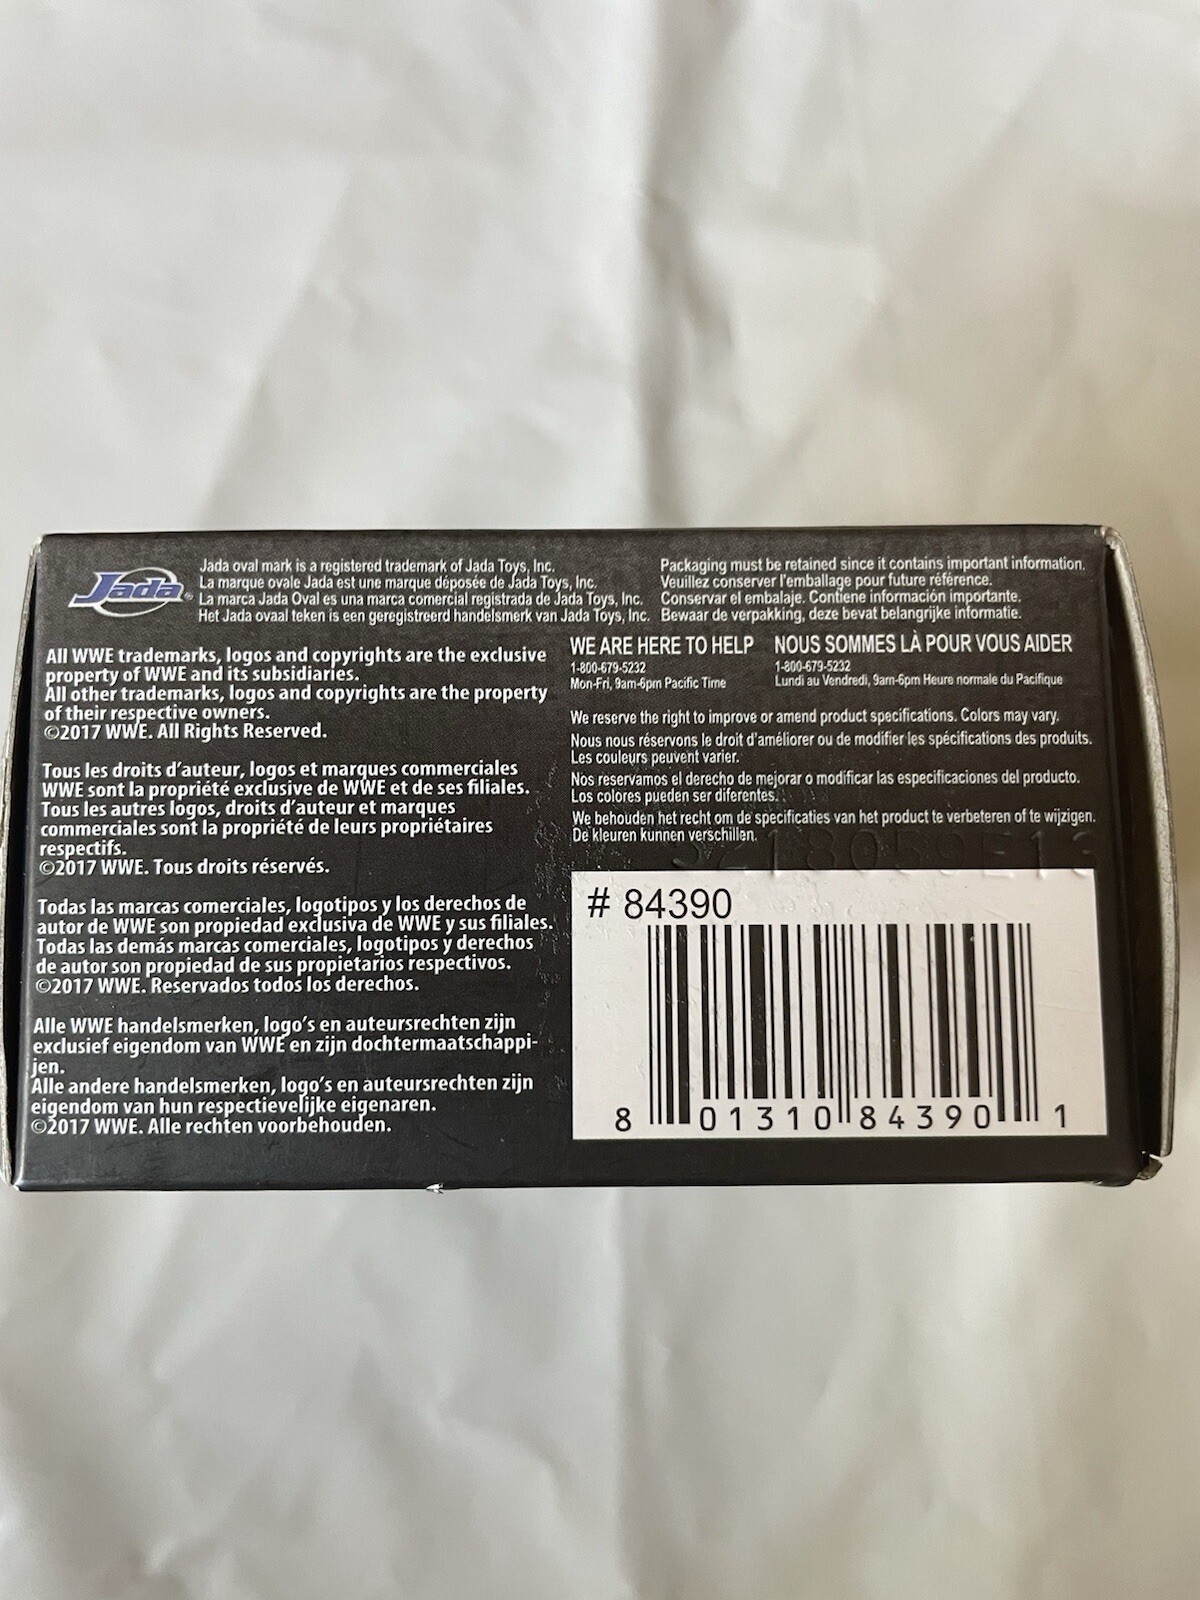 Jada®
Jada oval mark is a registered trademark of Jada Toys, Inc.
La marque ovale Jada est une marque déposée de Jada Toys, Inc.
La marca Jada Oval es una marca comercial registrada de Jada Toys, Inc.
Het Jada ovaal teken is een geregistreerd handelsmerk van Jada Toys, Inc.
Packaging must be retained since it contains important information.
Veuillez conserver l'emballage pour future référence.
Conservar el embalaje. Contiene información importante.
Bewaar de verpakking, deze bevat belangrijke informatie.
All WWE trademarks, logos and copyrights are the exclusive
property of WWE and its subsidiaries.
All other trademarks, logos and copyrights are the property
of their respective owners.
©2017 WWE. All Rights Reserved.
Tous les droits d'auteur, logos et marques commerciales
WWE sont la propriété exclusive de WWE et de ses filiales.
Tous les autres logos, droits d'auteur et marques
commerciales sont la propriété de leurs propriétaires
respectifs.
©2017 WWE. Tous droits réservés.
Todas las marcas comerciales, logotipos y los derechos de
autor de WWE son propiedad exclusiva de WWE y sus filiales.
Todas las demás marcas comerciales, logotipos y derechos
de autor son propiedad de sus propietarios respectivos.
©2017 WWE. Reservados todos los derechos.
Alle WWE handelsmerken, logo's en auteursrechten zijn
exclusief eigendom van WWE en zijn dochtermaatschappi-
jen.
Alle andere handelsmerken, logo's en auteursrechten zijn
eigendom van hun respectievelijke eigenaren.
©2017 WWE. Alle rechten voorbehouden.
WE ARE HERE TO HELP
1-800-679-5232
Mon-Fri, 9am-6pm Pacific Time
NOUS SOMMES LÀ POUR VOUS AIDER
1-800-679-5232
Lundi au Vendredi, 9am-6pm Heure normale du Pacifique
We reserve the right to improve or amend product specifications. Colors may vary.
Nous nous réservons le droit d'améliorer ou de modifier les spécifications des produits.
Les couleurs peuvent varier.
Nos reservamos el derecho de mejorar o modificar las especificaciones del producto.
Los colores pueden ser diferentes.
We behouden het recht om de specificaties van het product te verbeteren of te wijzigen.
De kleuren kunnen verschillen.
# 84390
8 01310 84390 1